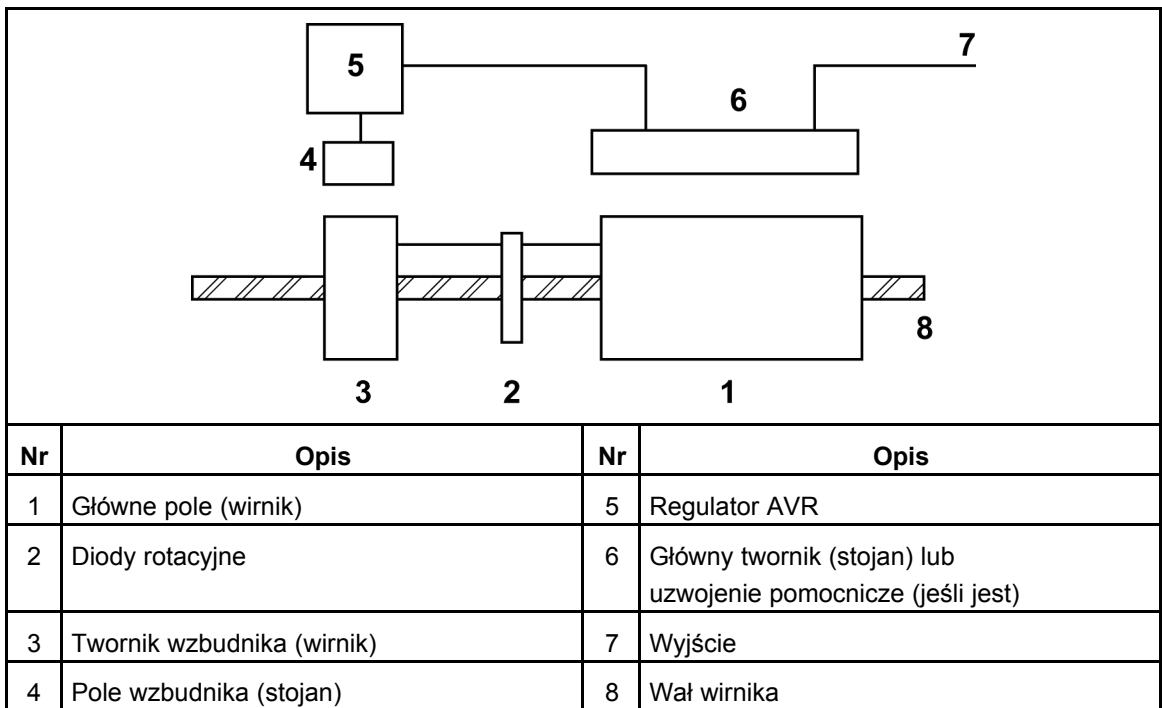 5
7
6
4
8
3 2 1
Nr Opis Nr Opis
1 Główne pole (wirnik) 5 Regulator AVR
2 Diody rotacyjne 6 Główny twornik (stojan) lub
uzwojenie pomocnicze (jeśli jest)
3 Twornik wzbudnika (wirnik) 7 Wyjście
4 Pole wzbudnika (stojan) 8 Wał wirnika